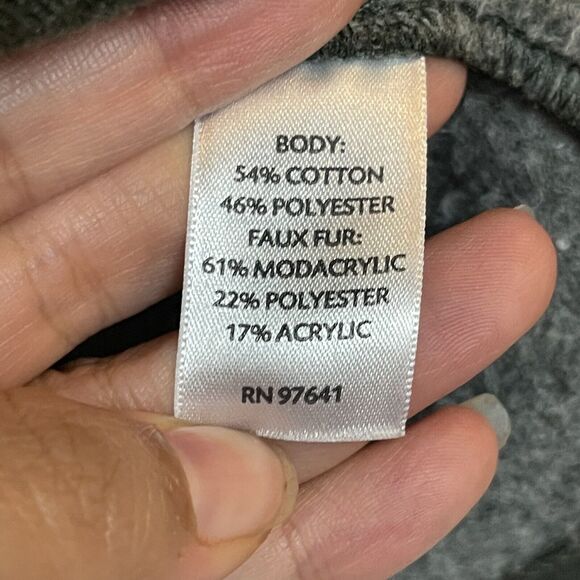 BODY:
54% COTTON
46% POLYESTER
FAUX FUR:
61% MODACRYLIC
22% POLYESTER
17% ACRYLIC
RN 97641